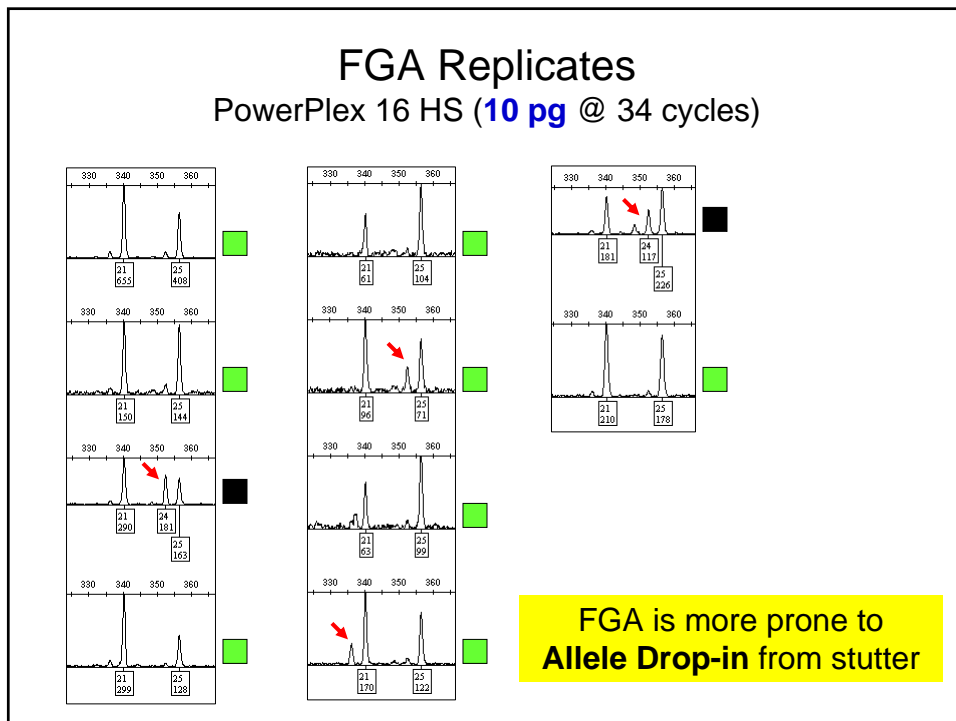 FGA Replicates
PowerPlex 16 HS (10 pg @ 34 cycles)
330 340 350 360
21 25
655 408
330 340 350 360
21 25
150 144
330 340 350 360
21 24
290 181
25
163
330 340 350 360
21 25
299 128
330 340 350 360
21 25
61 104
330 340 350 360
21 25
96 71
330 340 350 360
21 25
63 99
330 340 350 360
21 25
170 122
330 340 350 360
21 24
181 117
25
226
330 340 350 360
21 25
210 178
FGA is more prone to
Allele Drop-in from stutter